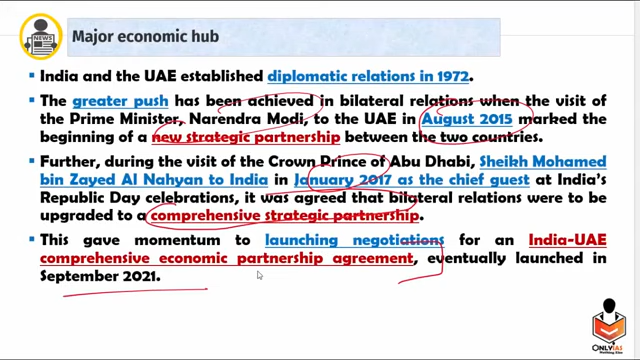 NEWS
Major economic hub
▪ India and the UAE established diplomatic relations in 1972.
▪ The greater push has been achieved in bilateral relations when the visit of
the Prime Minister, Narendra Modi, to the UAE in August 2015 marked the
beginning of a new strategic partnership between the two countries.
▪ Further, during the visit of the Crown Prince of Abu Dhabi, Sheikh Mohamed
bin Zayed Al Nahyan to India in January 2017 as the chief guest at India's
Republic Day celebrations, it was agreed that bilateral relations were to be
upgraded to a comprehensive strategic partnership.
▪ This gave momentum to launching negotiations for an India-UAE
comprehensive economic partnership agreement, eventually launched in
September 2021.
ONLYIAS